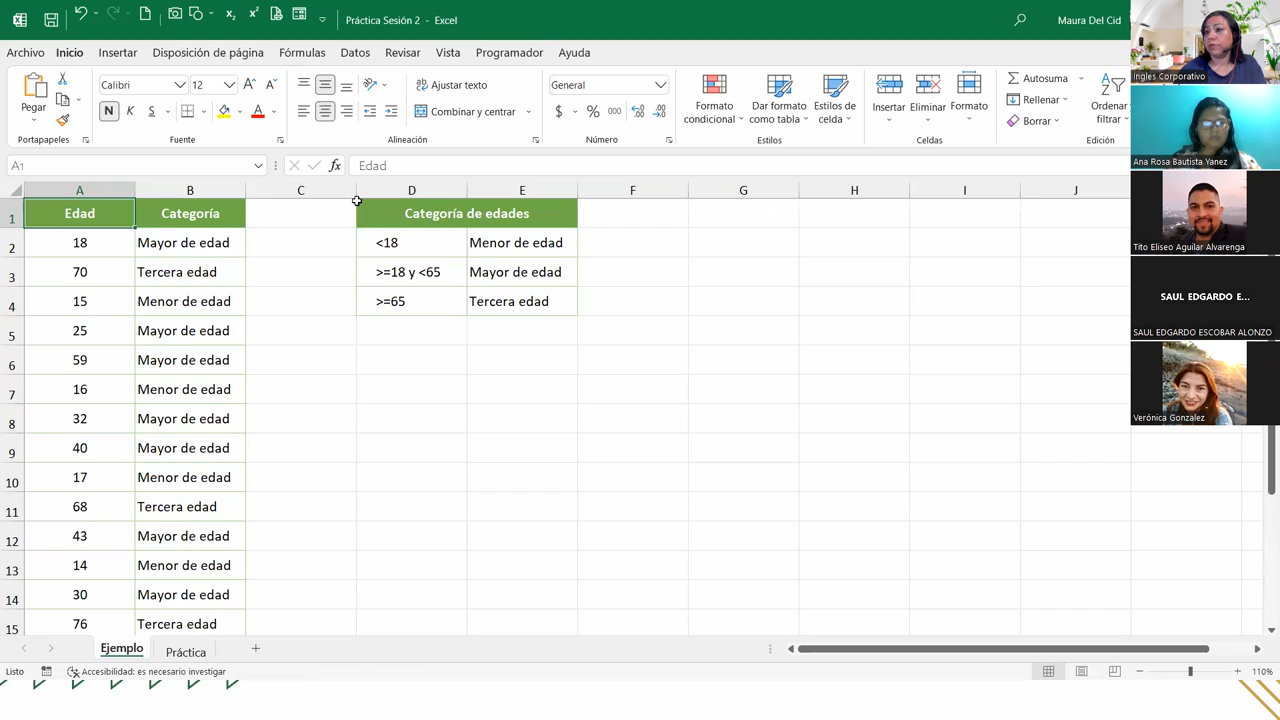 Práctica Sesión 2 - Excel
Maura Del Cid
Archivo Inicio Insertar Disposición de página Fórmulas Datos Revisar Vista Programador Ayuda
Pegar
Portapapeles
Calibri 12
N K S
Fuente
Ajustar texto
Combinar y centrar
Alineación
General
$ % 000
Número
Formato condicional
Dar formato como tabla
Estilos de celda
Estilos
Insertar Eliminar Formato
Celdas
Autosuma
Rellenar
Borrar
Ordenar
filtrar
Edición
A1 fx Edad
A B C D E F G H I J
1 Edad Categoría Categoría de edades
2 18 Mayor de edad <18 Menor de edad
3 70 Tercera edad >=18 y <65 Mayor de edad
4 15 Menor de edad >=65 Tercera edad
5 25 Mayor de edad
6 59 Mayor de edad
7 16 Menor de edad
8 32 Mayor de edad
9 40 Mayor de edad
10 17 Menor de edad
11 68 Tercera edad
12 43 Mayor de edad
13 14 Menor de edad
14 30 Mayor de edad
15 76 Tercera edad
Ejemplo Práctica
Listo Accesibilidad: es necesario investigar 110%
Ingles Corporativo
Ana Rosa Bautista Yanez
Tito Eliseo Aguilar Alvarenga
SAUL EDGARDO E...
SAUL EDGARDO ESCOBAR ALONZO
Verónica Gonzalez